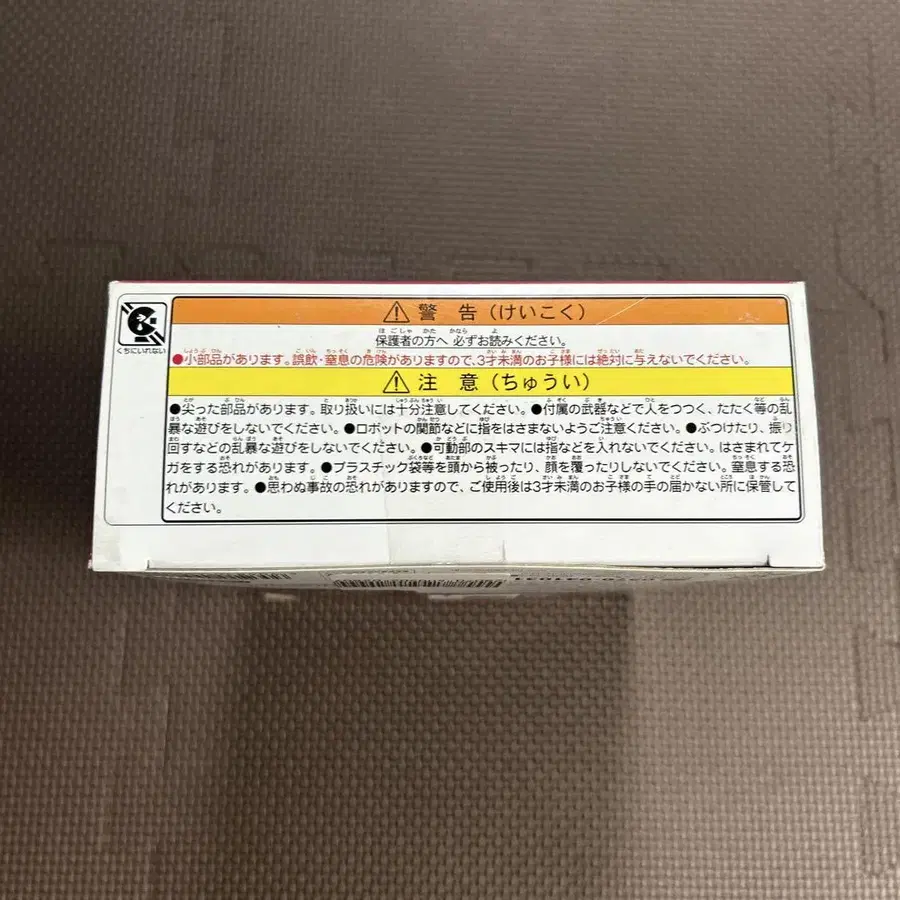 くちにいれない
⚠ 警 告 (けいこく)
保護者の方へ 必ずお読みください。
●小部品があります。誤飲・窒息の危険がありますので、3才未満のお子様には絶対に与えないでください。
⚠ 注 意 (ちゅうい)
●尖った部品があります。取り扱いには十分注意してください。●付属の武器などで人をつつく、たたく等の乱
暴な遊びをしないでください。●ロボットの関節などに指をはさまないようご注意ください。●ぶつけたり、振り
回すなどの乱暴な遊びをしないでください。●可動部のスキマには指などを入れないでください。はさまれてケ
ガをする恐れがあります。●プラスチック袋等を頭から被ったり、顔を覆ったりしないでください。窒息する恐
れがあります。●思わぬ事故の恐れがありますので、ご使用後は3才未満のお子様の手の届かない所に保管して
ください。